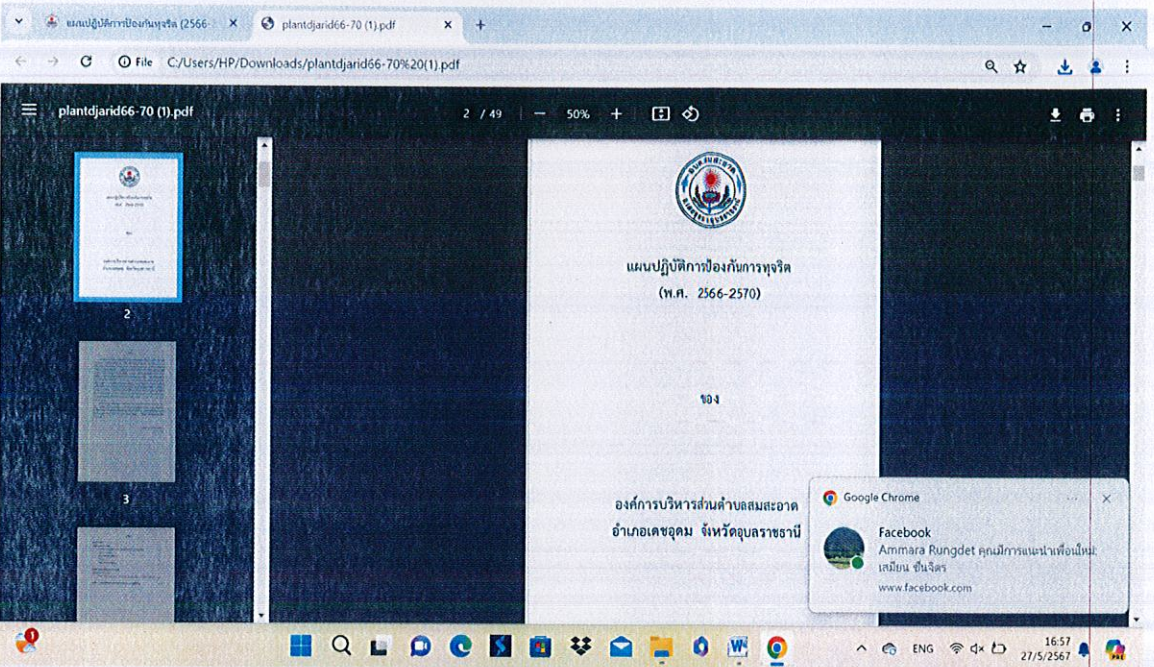 แผนปฏิบัติการป้องกันทุจริต (2566-
plantdjarid66-70 (1).pdf
File C:/Users/HP/Downloads/plantdjarid66-70%20(1).pdf
plantdjarid66-70 (1).pdf
2 / 49
50%
2
3
แผนปฏิบัติการป้องกันการทุจริต
(พ.ศ. 2566-2570)
ของ
องค์การบริหารส่วนตำบลสมสะอาด
อำเภอเดชอุดม จังหวัดอุบลราชธานี
Google Chrome
Facebook
Ammara Rungdet คุณมีการแนะนำเพื่อนใหม่:
เสมียน ชื่นจิตร
www.facebook.com
1
ENG
16:57
27/5/2567